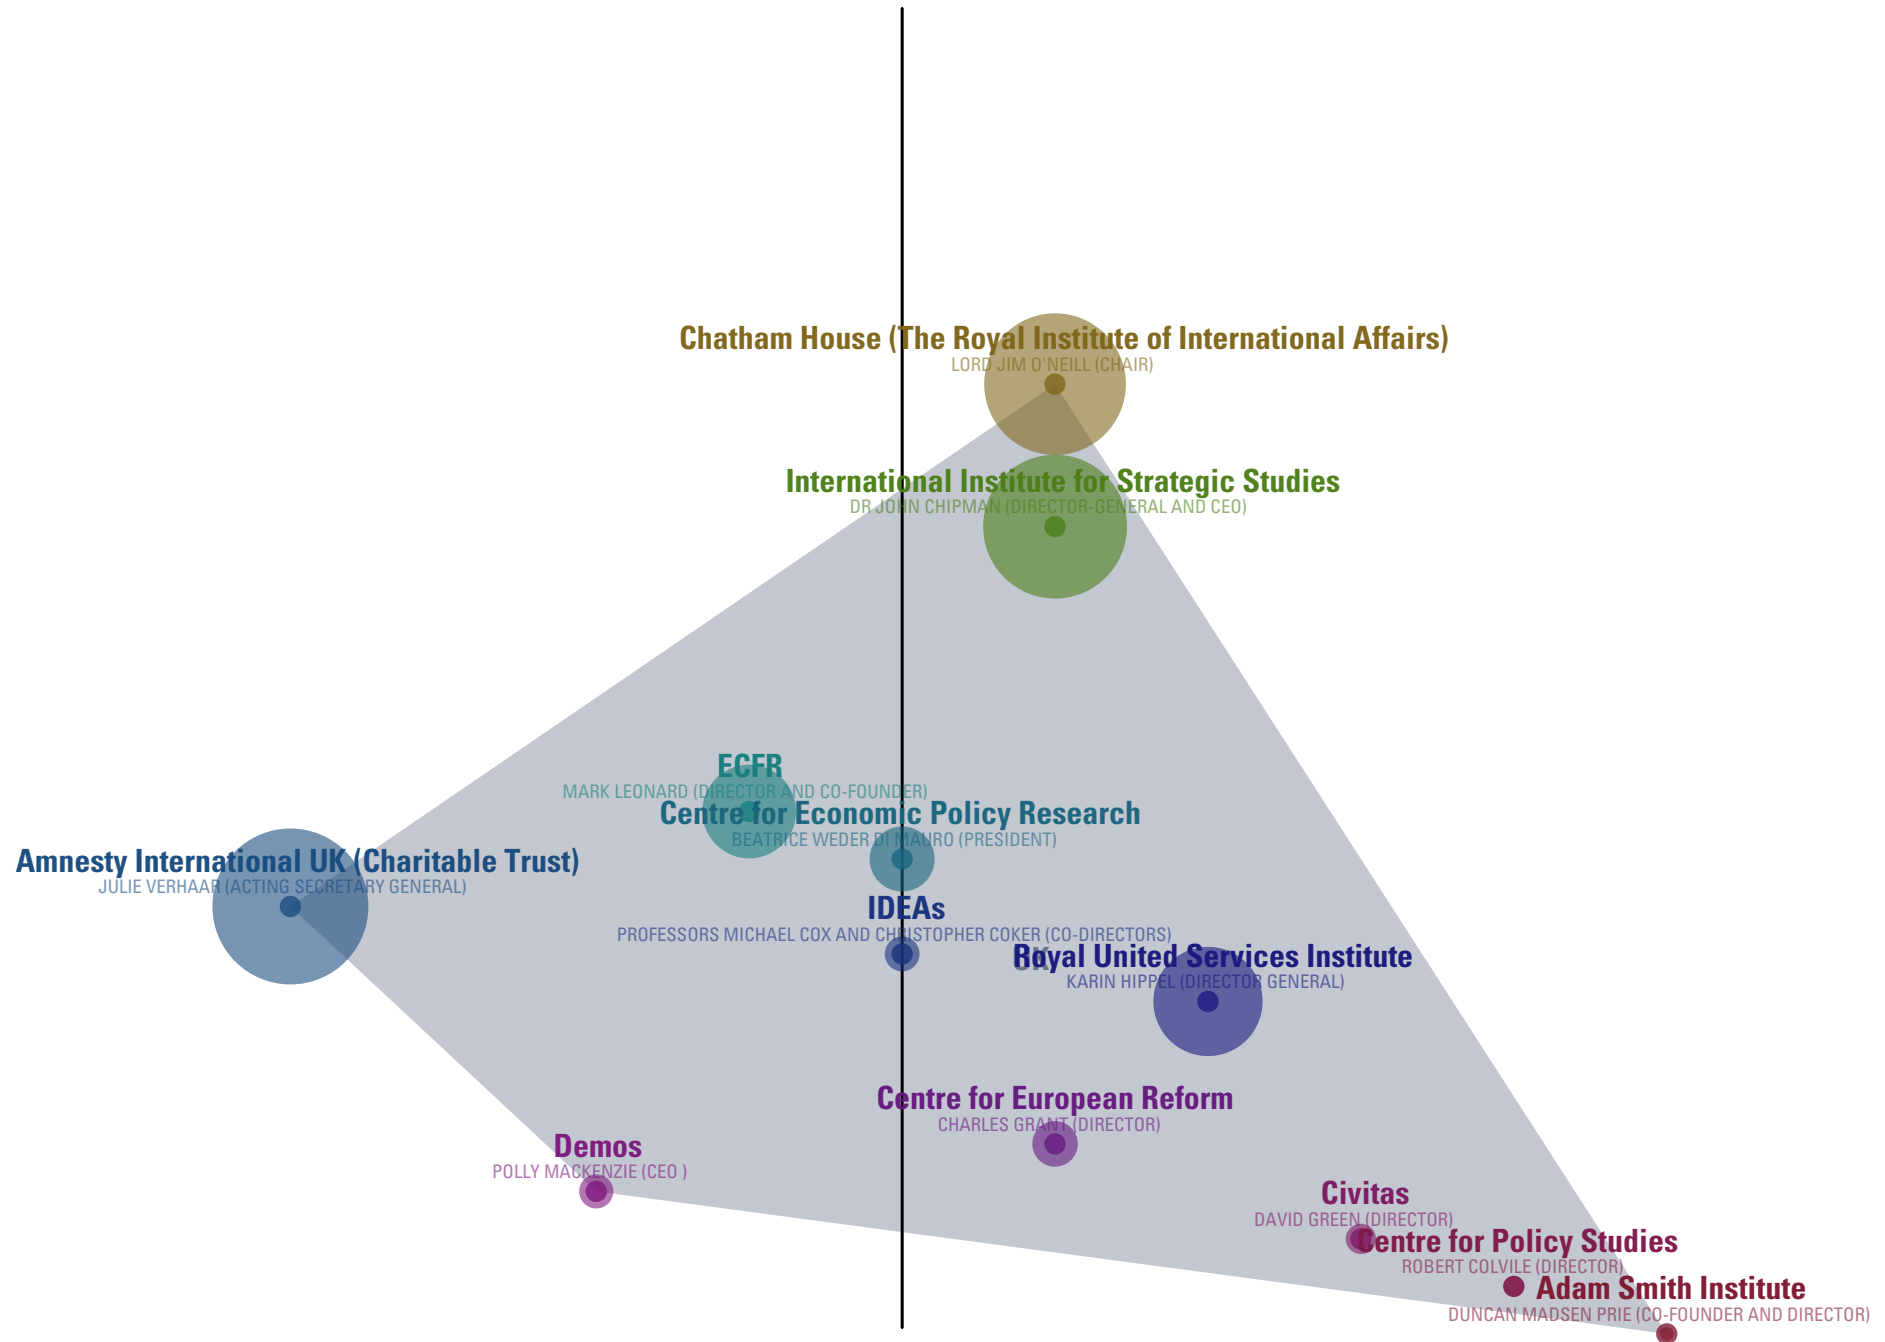 Chatham House (The Royal Institute of International Affairs)
LORD JIM O'NEILL (CHAIR)
International Institute for Strategic Studies
DR JOHN CHIPMAN (DIRECTOR-GENERAL AND CEO)
ECFR
MARK LEONARD (DIRECTOR AND CO-FOUNDER)
Centre for Economic Policy Research
BEATRICE WEDER DI MAURO (PRESIDENT)
Amnesty International UK (Charitable Trust)
JULIE VERHAAR (ACTING SECRETARY GENERAL)
IDEAs
PROFESSORS MICHAEL COX AND CHRISTOPHER COKER (CO-DIRECTORS)
UK
Royal United Services Institute
KARIN HIPPEL (DIRECTOR GENERAL)
Centre for European Reform
CHARLES GRANT (DIRECTOR)
Demos
POLLY MACKENZIE (CEO )
Civitas
DAVID GREEN (DIRECTOR)
Centre for Policy Studies
ROBERT COLVILE (DIRECTOR)
Adam Smith Institute
DUNCAN MADSEN PRIE (CO-FOUNDER AND DIRECTOR)